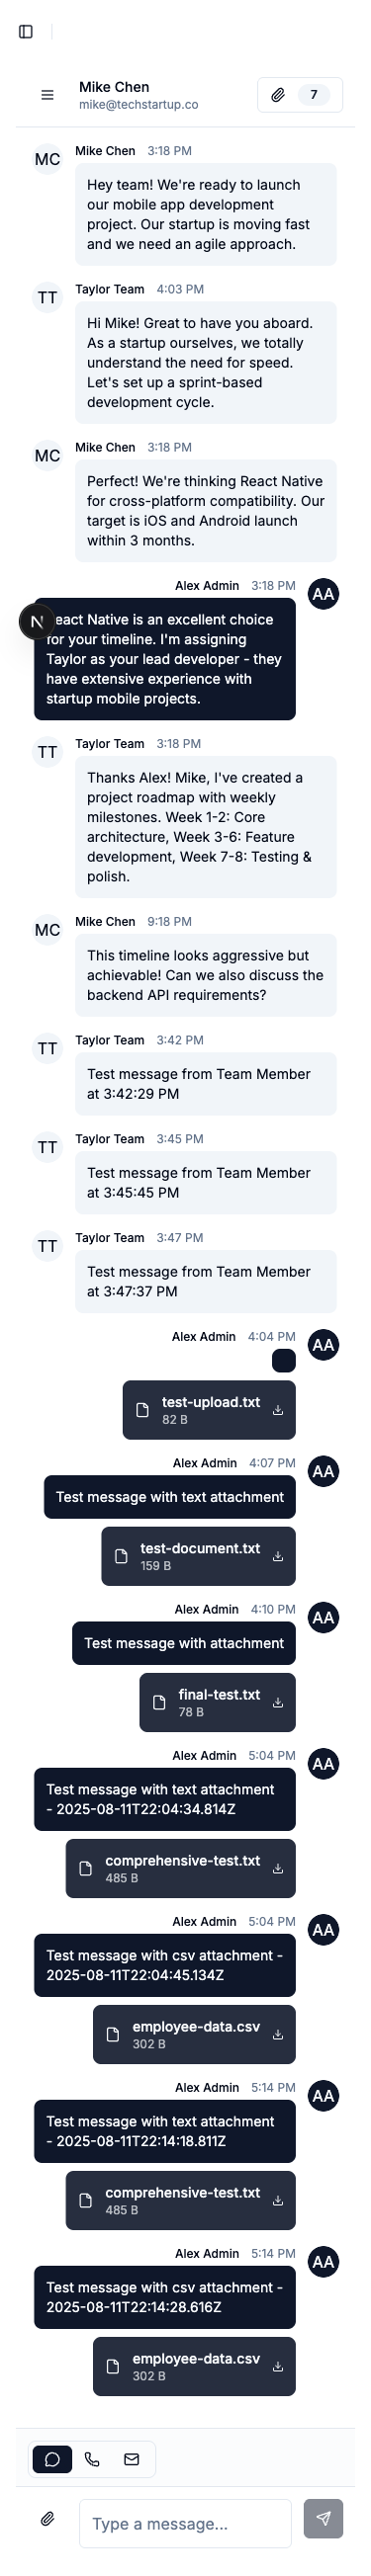 Mike Chen
mike@techstartup.co
7
MC
Mike Chen 3:18 PM
Hey team! We're ready to launch
our mobile app development
project. Our startup is moving fast
and we need an agile approach.
TT
Taylor Team 4:03 PM
Hi Mike! Great to have you aboard.
As a startup ourselves, we totally
understand the need for speed.
Let's set up a sprint-based
development cycle.
MC
Mike Chen 3:18 PM
Perfect! We're thinking React Native
for cross-platform compatibility. Our
target is iOS and Android launch
within 3 months.
Alex Admin 3:18 PM
AA
N
eact Native is an excellent choice
for your timeline. I'm assigning
Taylor as your lead developer - they
have extensive experience with
startup mobile projects.
TT
Taylor Team 3:18 PM
Thanks Alex! Mike, I've created a
project roadmap with weekly
milestones. Week 1-2: Core
architecture, Week 3-6: Feature
development, Week 7-8: Testing &
polish.
MC
Mike Chen 9:18 PM
This timeline looks aggressive but
achievable! Can we also discuss the
backend API requirements?
TT
Taylor Team 3:42 PM
Test message from Team Member
at 3:42:29 PM
TT
Taylor Team 3:45 PM
Test message from Team Member
at 3:45:45 PM
TT
Taylor Team 3:47 PM
Test message from Team Member
at 3:47:37 PM
Alex Admin 4:04 PM
AA
test-upload.txt
82 B
Alex Admin 4:07 PM
AA
Test message with text attachment
test-document.txt
159 B
Alex Admin 4:10 PM
AA
Test message with attachment
final-test.txt
78 B
Alex Admin 5:04 PM
AA
Test message with text attachment
- 2025-08-11T22:04:34.814Z
comprehensive-test.txt
485 B
Alex Admin 5:04 PM
AA
Test message with csv attachment -
2025-08-11T22:04:45.134Z
employee-data.csv
302 B
Alex Admin 5:14 PM
AA
Test message with text attachment
- 2025-08-11T22:14:18.811Z
comprehensive-test.txt
485 B
Alex Admin 5:14 PM
AA
Test message with csv attachment -
2025-08-11T22:14:28.616Z
employee-data.csv
302 B
Type a message...